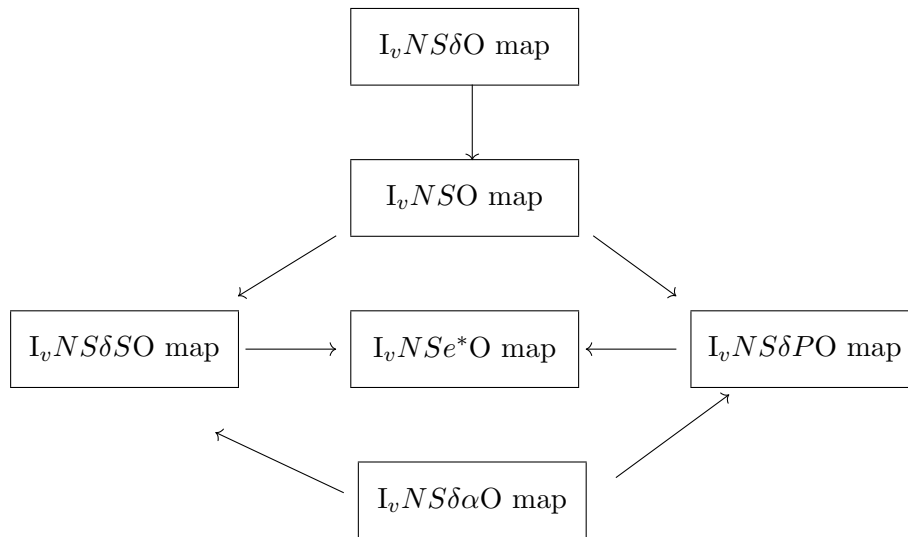 I_vNSδO map
I_vNSO map
I_vNSδSO map
I_vNSe*O map
I_vNSδPO map
I_vNSδαO map